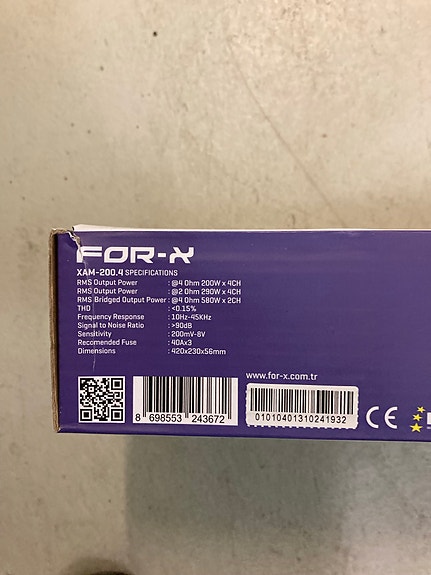 FOR-X
XAM-200.4 SPECIFICATIONS
RMS Output Power : @4 Ohm 200W x 4CH
RMS Output Power : @2 Ohm 290W x 4CH
RMS Bridged Output Power : @4 Ohm 580W x 2CH
THD : <0.15%
Frequency Response : 10Hz-45KHz
Signal to Noise Ratio : >90dB
Sensitivity : 200mV-8V
Recomended Fuse : 40Ax3
Dimensions : 420x230x56mm
www.for-x.com.tr
8 698553 243672
01010401310241932
CE